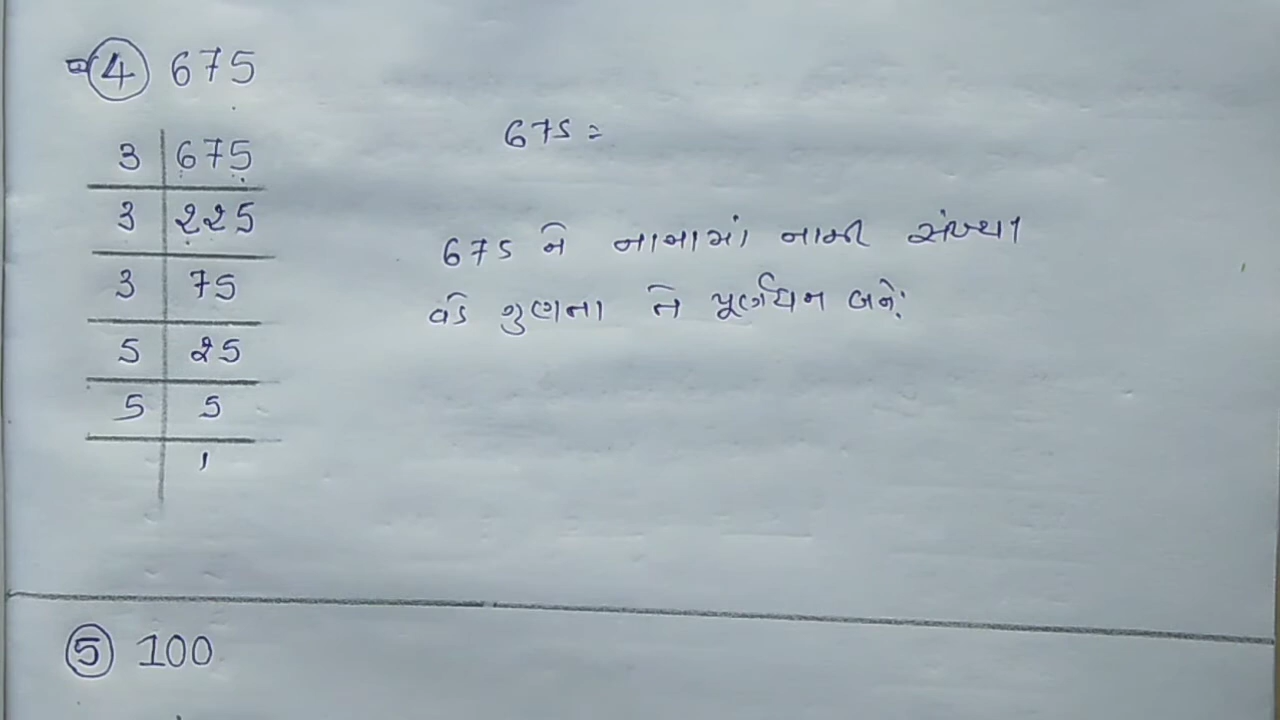 ④ 675
3 | 675
3 | 225
3 | 75
5 | 25
5 | 5
1
675 =
675 ને નાનામાં નાની સંખ્યા
વડે ગુણતા તે પૂર્ણઘન બને.
⑤ 100